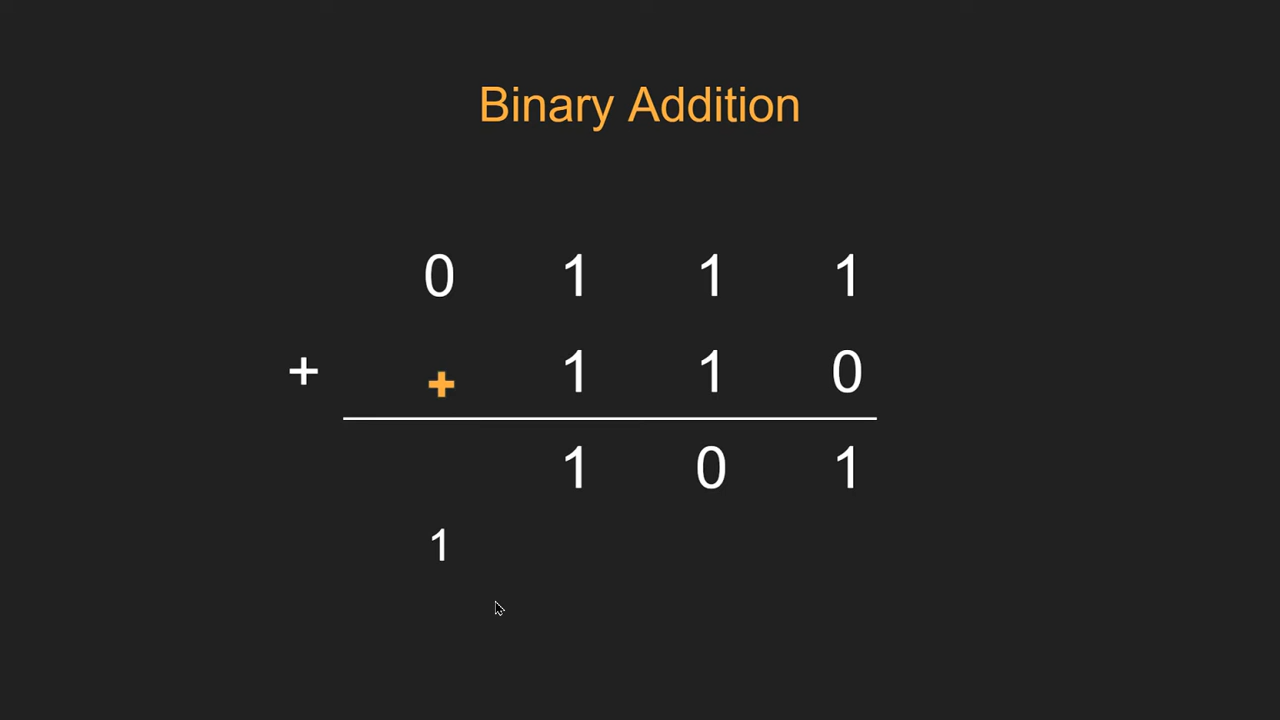 Binary Addition
0 1 1 1
+ + 1 1 0
1 0 1
1